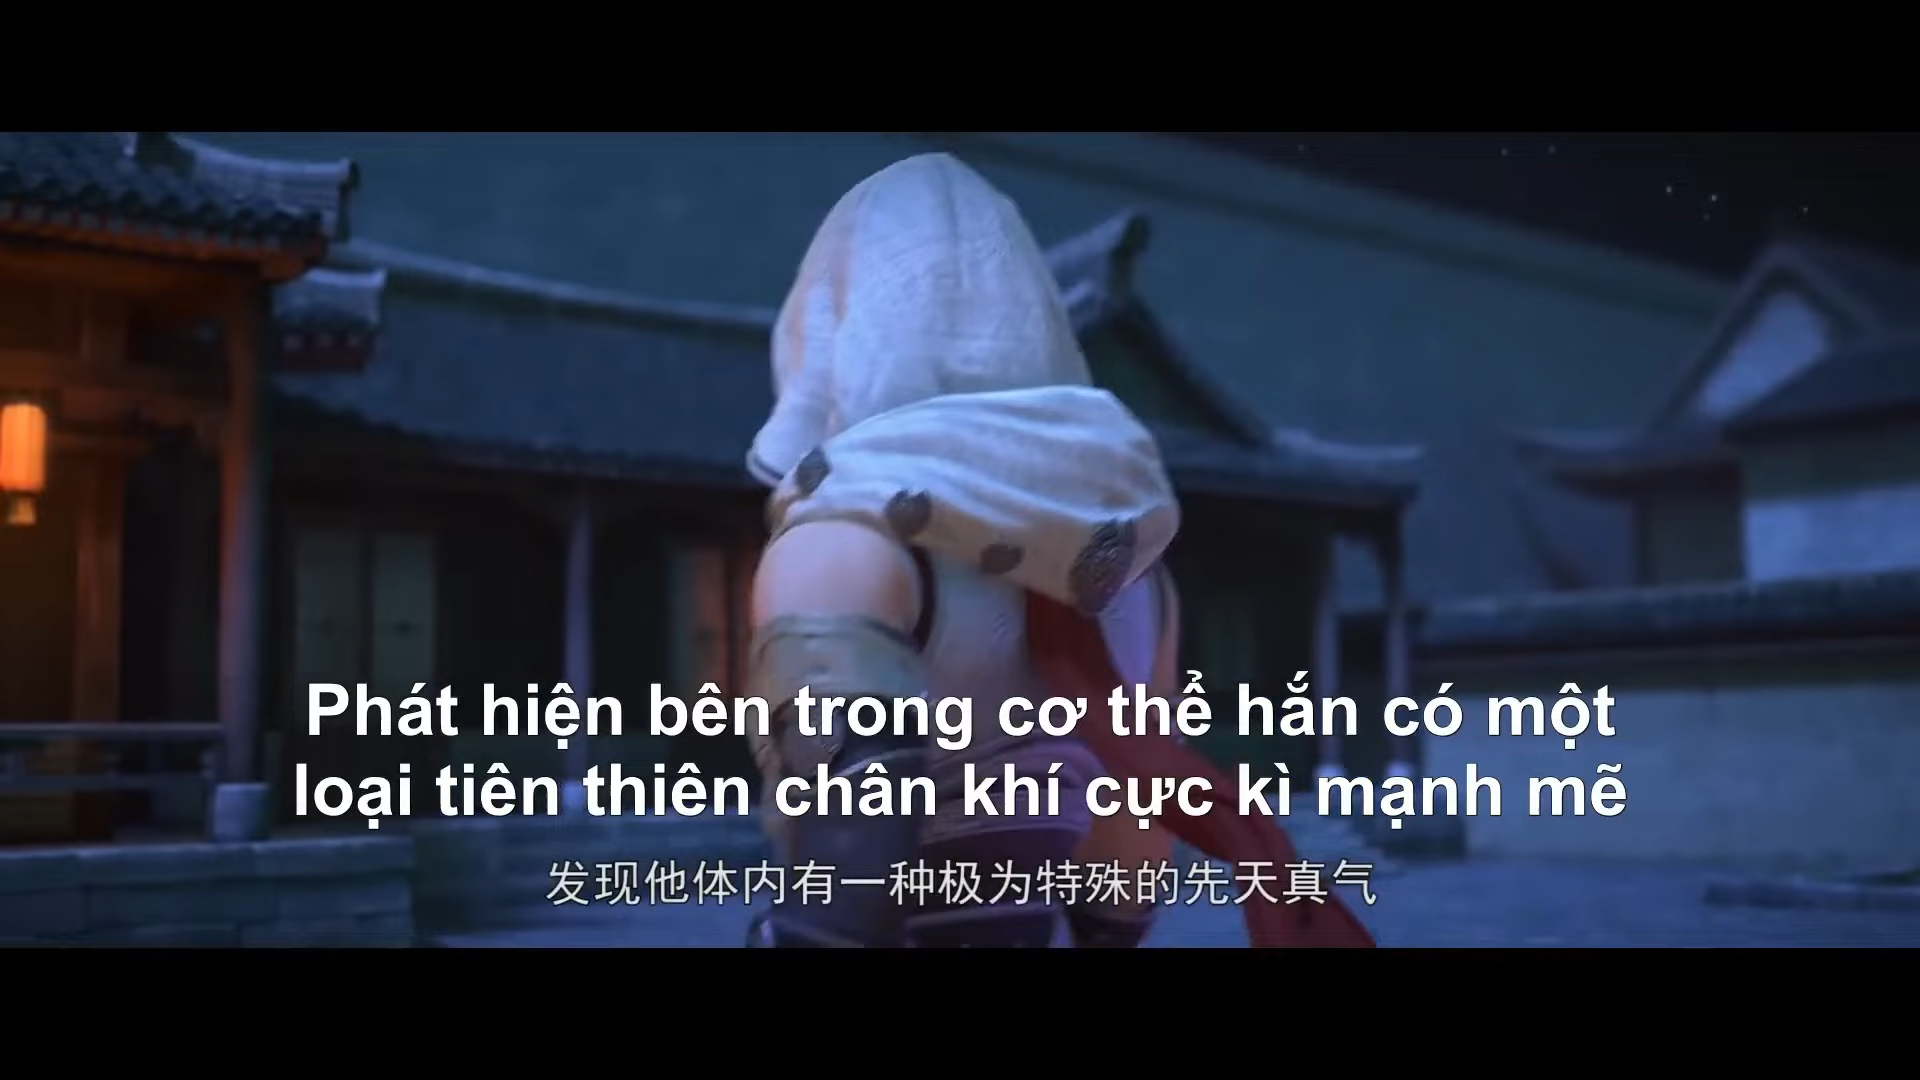 Phát hiện bên trong cơ thể hắn có một
loại tiên thiên chân khí cực kì mạnh mẽ
发现他体内有一种极为特殊的先天真气